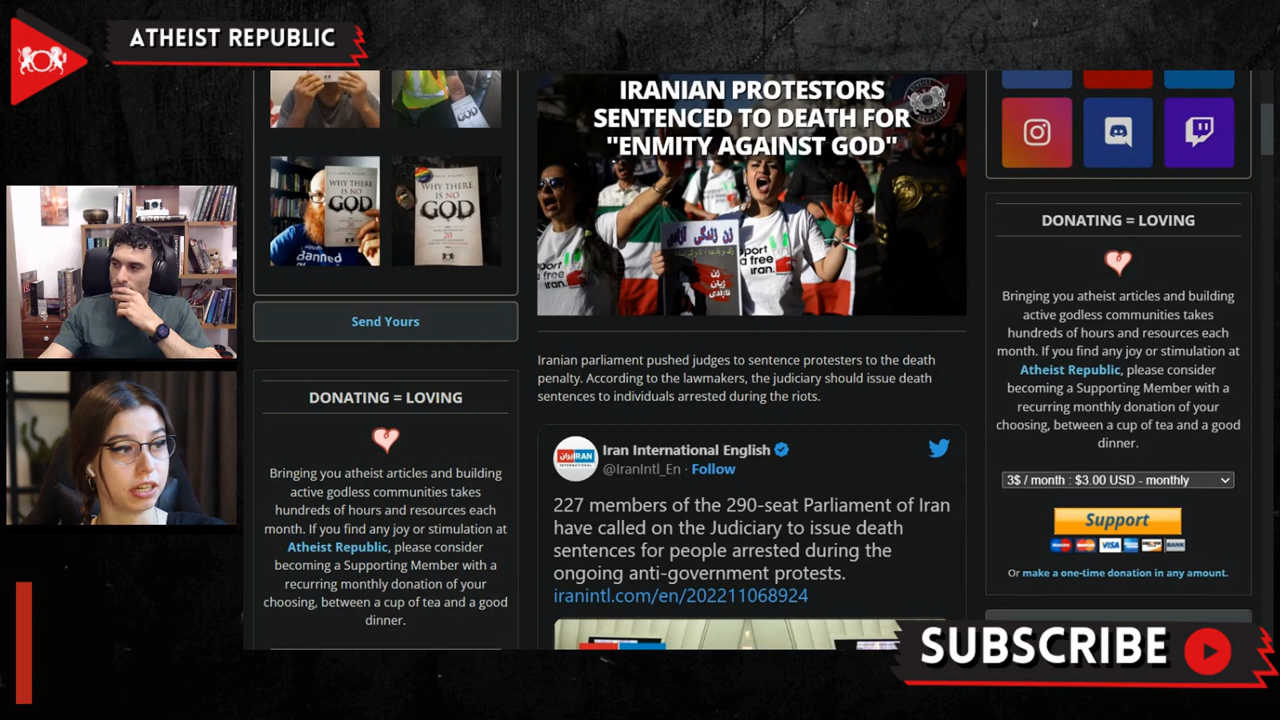 ATHEIST REPUBLIC
WHY THERE
IS NO
GOD
WHY THERE
IS NO
GOD
20
GOD
Send Yours
DONATING = LOVING
Bringing you atheist articles and building
active godless communities takes
hundreds of hours and resources each
month. If you find any joy or stimulation at
Atheist Republic, please consider
becoming a Supporting Member with a
recurring monthly donation of your
choosing, between a cup of tea and a good
dinner.
IRANIAN PROTESTORS
SENTENCED TO DEATH FOR
"ENMITY AGAINST GOD"
زن زندگی آزادی
Iranian parliament pushed judges to sentence protesters to the death
penalty. According to the lawmakers, the judiciary should issue death
sentences to individuals arrested during the riots.
Iran International English
@IranIntl_En · Follow
227 members of the 290-seat Parliament of Iran
have called on the Judiciary to issue death
sentences for people arrested during the
ongoing anti-government protests.
iranintl.com/en/202211068924
DONATING = LOVING
Bringing you atheist articles and building
active godless communities takes
hundreds of hours and resources each
month. If you find any joy or stimulation at
Atheist Republic, please consider
becoming a Supporting Member with a
recurring monthly donation of your
choosing, between a cup of tea and a good
dinner.
3$ / month : $3.00 USD - monthly
Support
VISA
BANK
Or make a one-time donation in any amount.
SUBSCRIBE